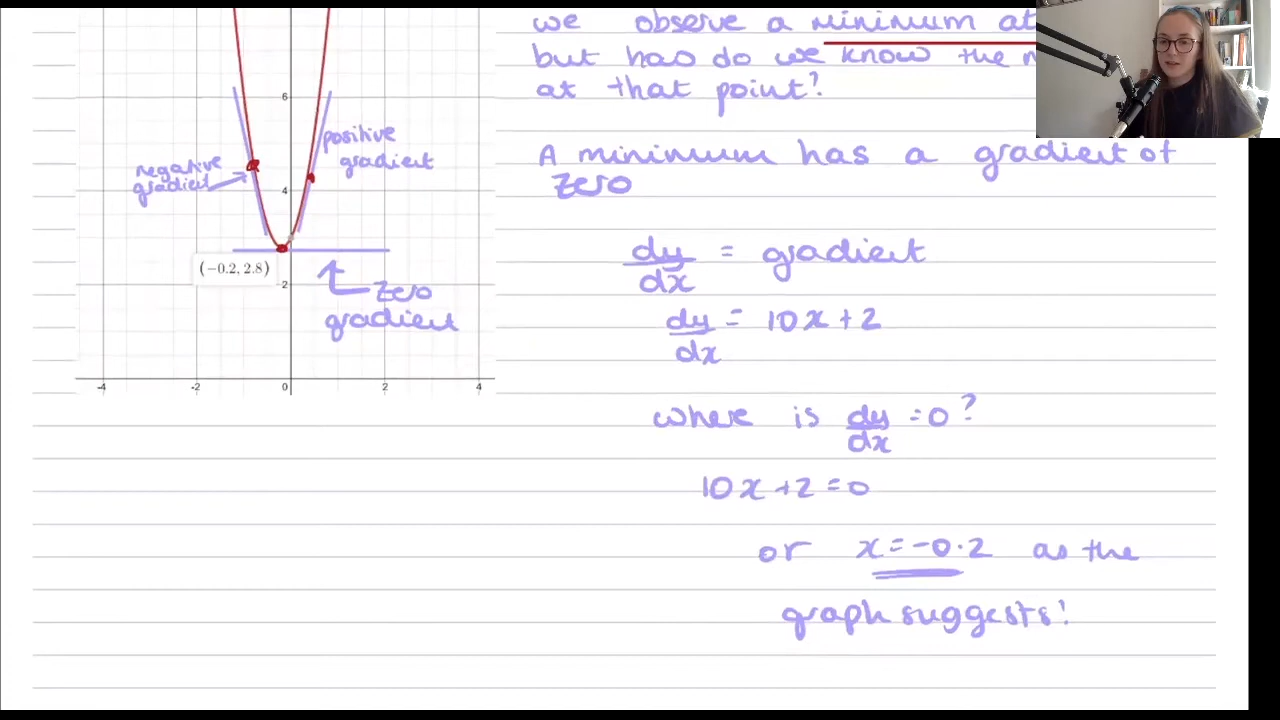 we observe a minimum at
but has do we know the
at that point?
A minimum has a gradient of
zero
dy/dx = gradient
dy/dx = 10x+2
where is dy/dx =0?
10x+2=0
or x=-0.2 as the
graph suggests!
6
positive
gradient
negative
gradient
4
(−0.2, 2.8)
2
zero
gradient
-4 -2 0 2 4